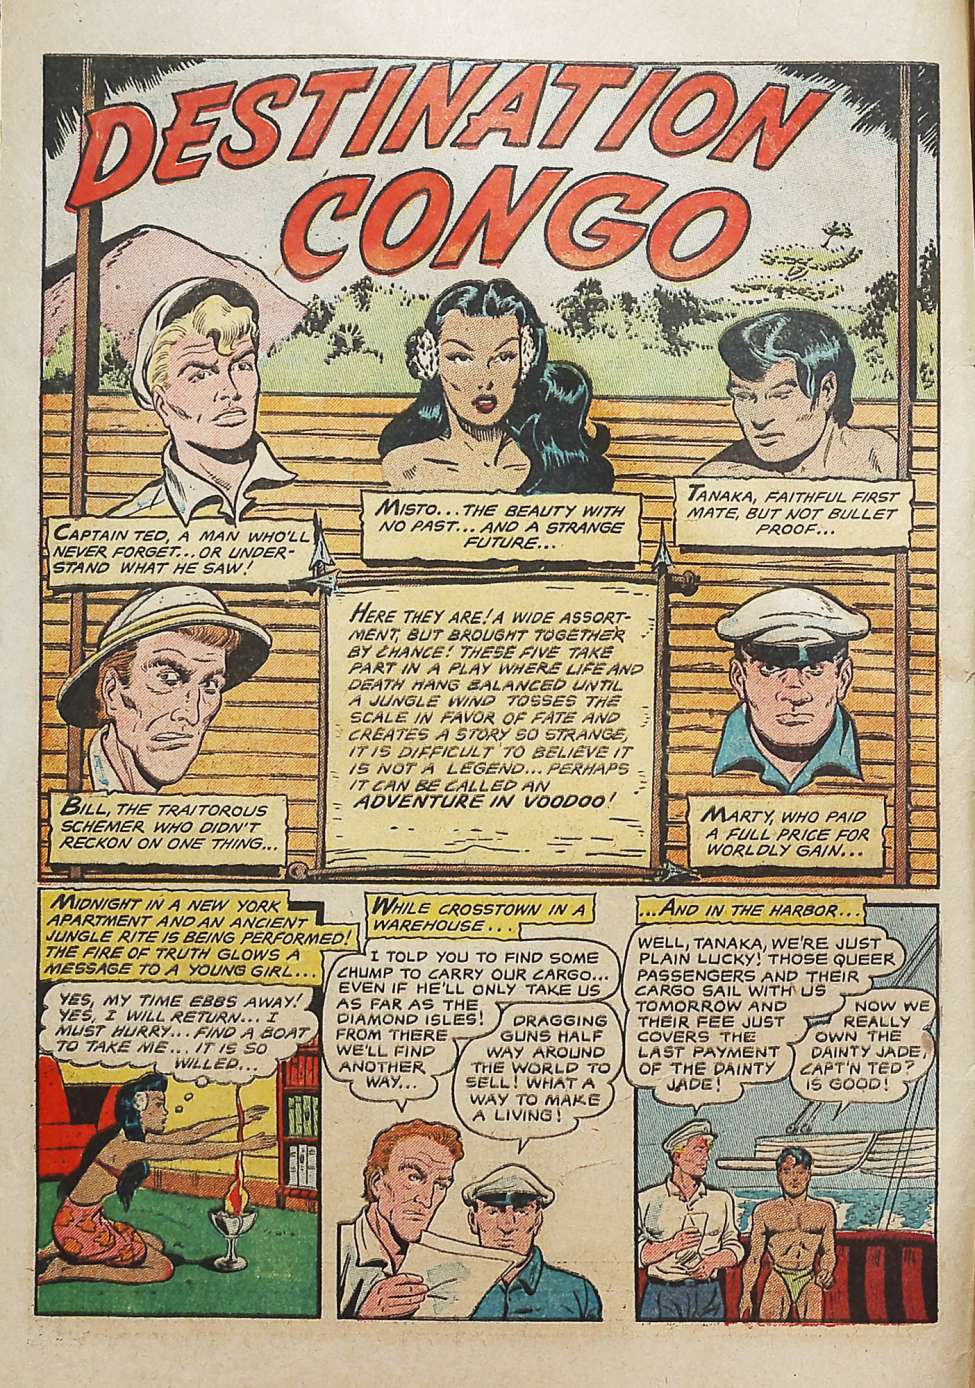 DESTINATION
CONGO
CAPTAIN TED, A MAN WHO'LL
NEVER FORGET... OR UNDER-
STAND WHAT HE SAW!
MISTO... THE BEAUTY WITH
NO PAST... AND A STRANGE
FUTURE...
TANAKA, FAITHFUL FIRST
MATE, BUT NOT BULLET
PROOF...
HERE THEY ARE! A WIDE ASSORT-
MENT, BUT BROUGHT TOGETHER
BY CHANCE! THESE FIVE TAKE
PART IN A PLAY WHERE LIFE AND
DEATH HANG BALANCED UNTIL
A JUNGLE WIND TOSSES THE
SCALE IN FAVOR OF FATE AND
CREATES A STORY SO STRANGE,
IT IS DIFFICULT TO BELIEVE IT
IS NOT A LEGEND... PERHAPS
IT CAN BE CALLED AN
ADVENTURE IN VOODOO!
BILL, THE TRAITOROUS
SCHEMER WHO DIDN'T
RECKON ON ONE THING...
MARTY, WHO PAID
A FULL PRICE FOR
WORLDLY GAIN...
MIDNIGHT IN A NEW YORK
APARTMENT AND AN ANCIENT
JUNGLE RITE IS BEING PERFORMED!
THE FIRE OF TRUTH GLOWS A
MESSAGE TO A YOUNG GIRL...
YES, MY TIME EBBS AWAY!
YES, I WILL RETURN... I
MUST HURRY... FIND A BOAT
TO TAKE ME... IT IS SO
WILLED...
WHILE CROSSTOWN IN A
WAREHOUSE...
I TOLD YOU TO FIND SOME
CHUMP TO CARRY OUR CARGO...
EVEN IF HE'LL ONLY TAKE US
AS FAR AS THE
DIAMOND ISLES!
FROM THERE
WE'LL FIND
ANOTHER
WAY...
DRAGGING
GUNS HALF
WAY AROUND
THE WORLD TO
SELL! WHAT A
WAY TO MAKE
A LIVING!
...AND IN THE HARBOR...
WELL, TANAKA, WE'RE JUST
PLAIN LUCKY! THOSE QUEER
PASSENGERS AND THEIR
CARGO SAIL WITH US
TOMORROW AND
THEIR FEE JUST
COVERS THE
LAST PAYMENT
OF THE DAINTY
JADE!
NOW WE
REALLY
OWN THE
DAINTY JADE,
CAPT'N TED?
IS GOOD!